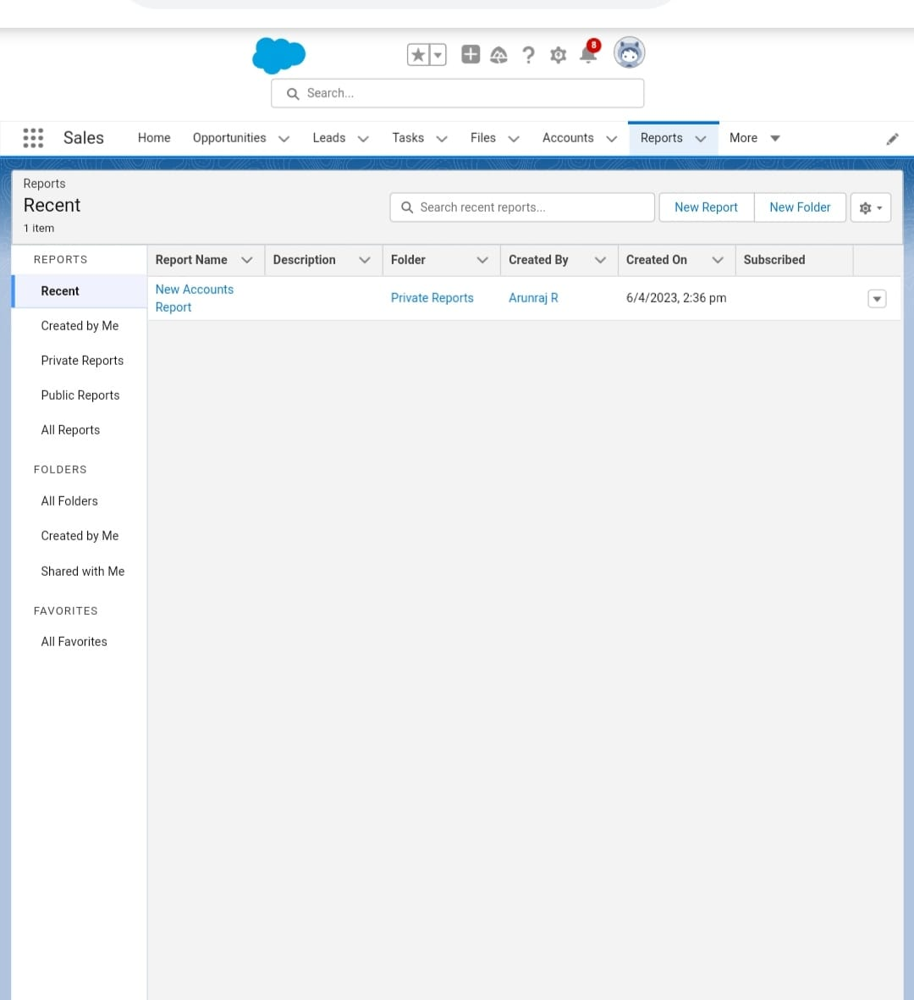 8
Search...
Sales Home Opportunities Leads Tasks Files Accounts Reports More
Reports
Recent
1 item
Search recent reports... New Report New Folder
REPORTS
Recent
Created by Me
Private Reports
Public Reports
All Reports
FOLDERS
All Folders
Created by Me
Shared with Me
FAVORITES
All Favorites
Report Name Description Folder Created By Created On Subscribed
New Accounts
Report
Private Reports Arunraj R 6/4/2023, 2:36 pm